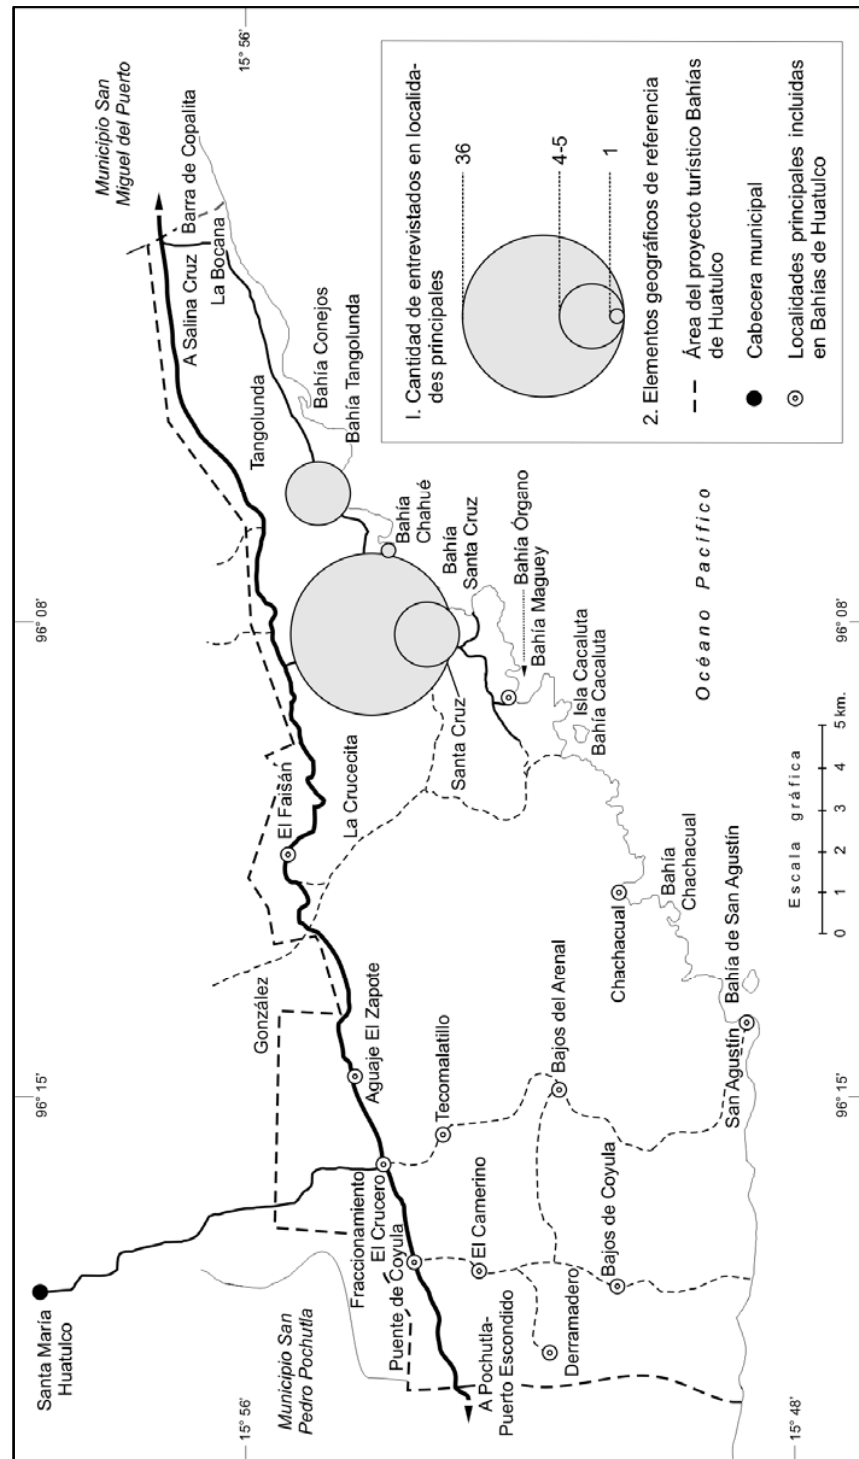 Santa María
Huatulco
Municipio San
Pedro Pochutla
Municipio San
Miguel del Puerto
15° 56'
15° 56'
15° 48'
96° 15'
96° 15'
96° 08'
96° 08'
A Pochutla-
Puerto Escondido
Puente de Coyula
Fraccionamiento
El Crucero
El Camerino
Derramadero
Bajos de Coyula
Tecomalatillo
Bajos del Arenal
Aguaje El Zapote
González
San Agustín
Bahía de San Agustín
Chachacual
Bahía
Chachacual
El Faisán
La Crucecita
Santa Cruz
Isla Cacaluta
Bahía Cacaluta
Bahía Maguey
Bahía Órgano
Bahía
Santa Cruz
Bahía
Chahué
Tangolunda
Bahía Tangolunda
Bahía Conejos
A Salina Cruz
La Bocana
Barra de Copalita
Océano Pacífico
Escala gráfica
0 1 2 3 4 5 km.
I. Cantidad de entrevistados en localida-
des principales
36
4-5
1
2. Elementos geográficos de referencia
Área del proyecto turístico Bahías
de Huatulco
Cabecera municipal
Localidades principales incluidas
en Bahías de Huatulco